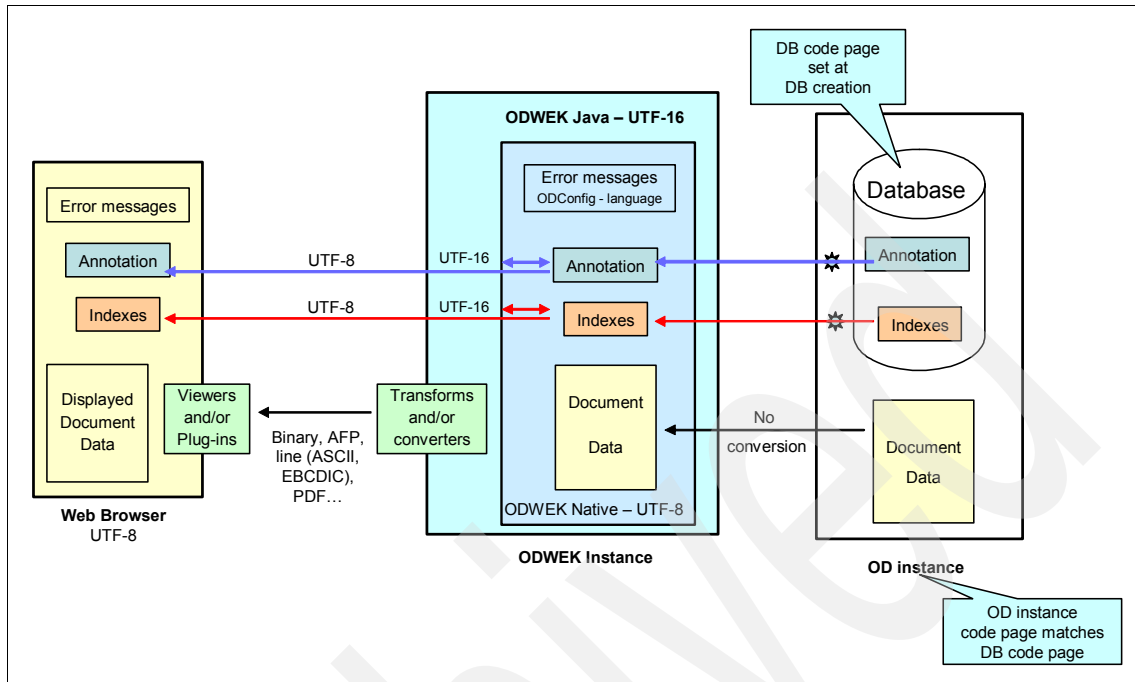 DB code page
set at
DB creation
ODWEK Java – UTF-16
Error messages
ODConfig - language
Database
Error messages
Annotation
UTF-8
UTF-16
Annotation
Annotation
Indexes
UTF-8
UTF-16
Indexes
Indexes
Displayed
Document
Data
Viewers
and/or
Plug-ins
Binary, AFP,
line (ASCII,
EBCDIC),
PDF…
Transforms
and/or
converters
Document
Data
No
conversion
Document
Data
ODWEK Native – UTF-8
Web Browser
UTF-8
ODWEK Instance
OD instance
OD instance
code page matches
DB code page